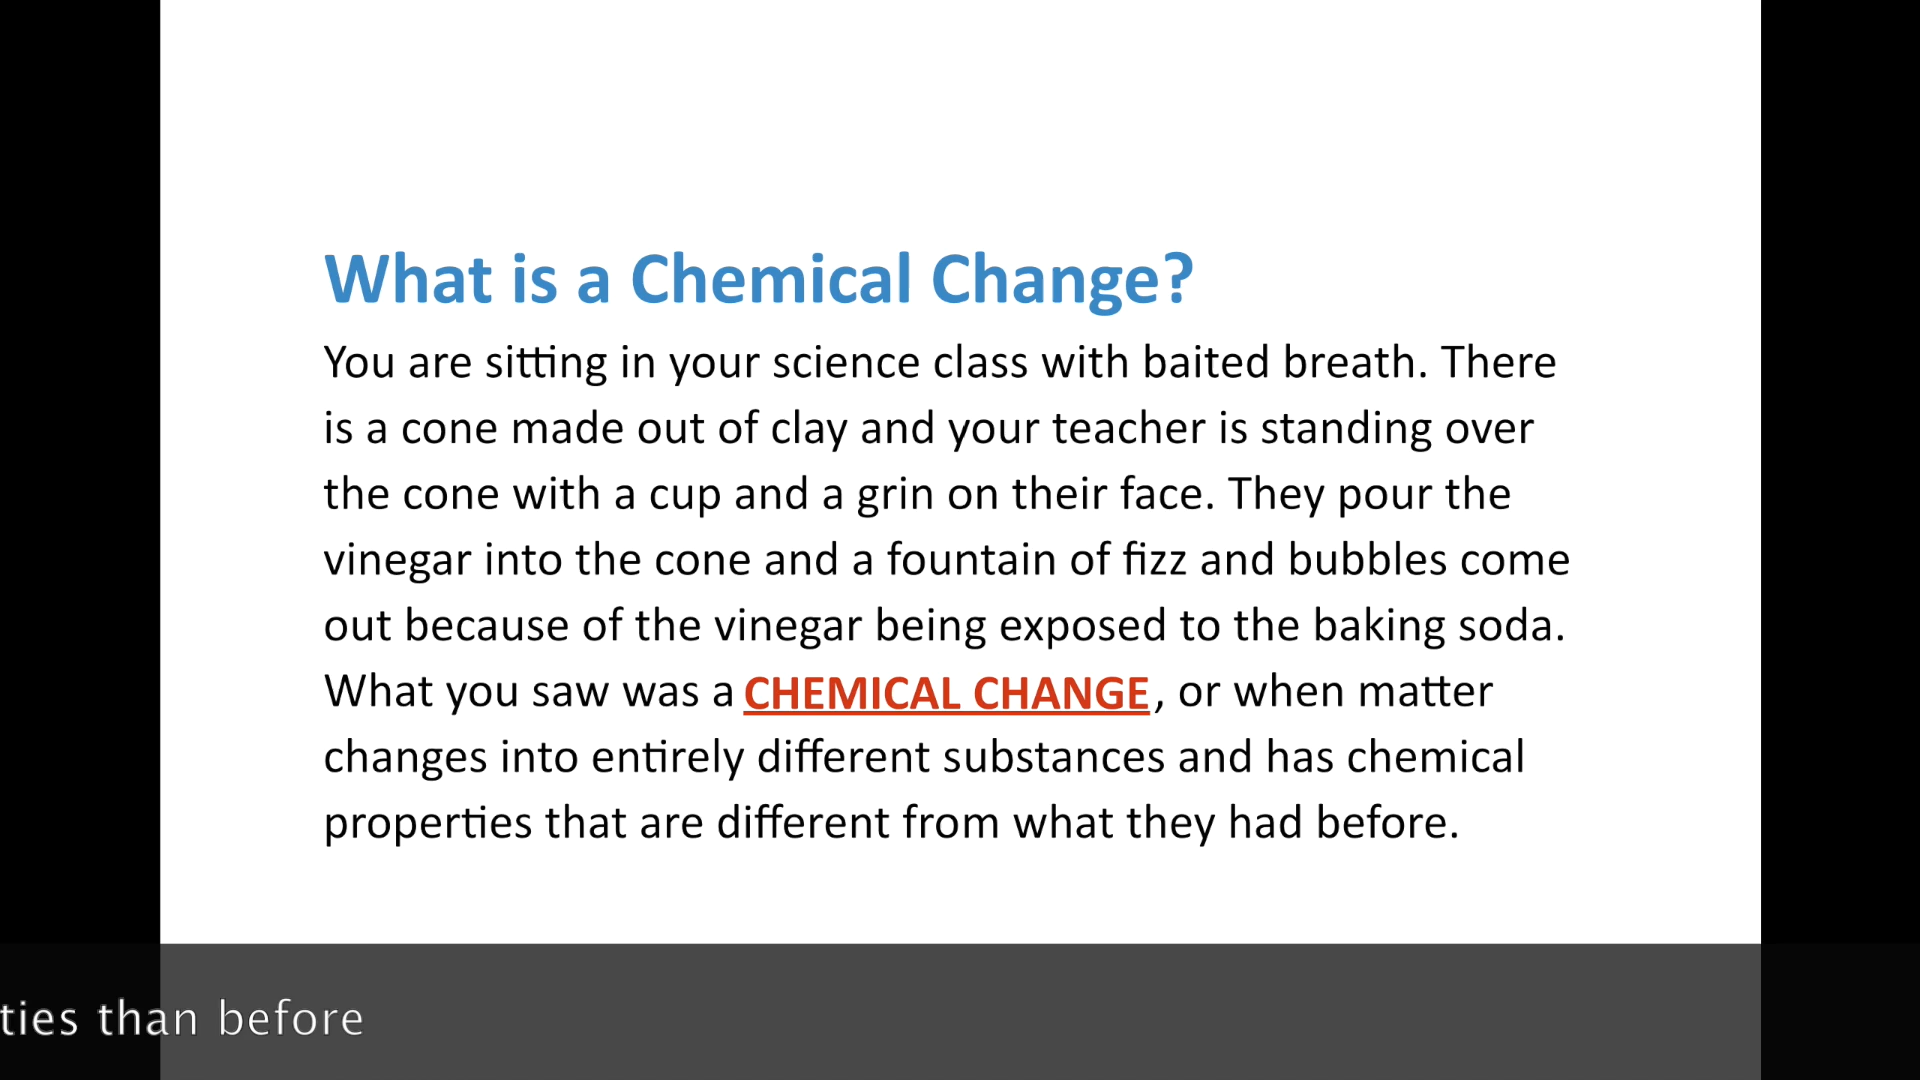 What is a Chemical Change?
You are sitting in your science class with baited breath. There
is a cone made out of clay and your teacher is standing over
the cone with a cup and a grin on their face. They pour the
vinegar into the cone and a fountain of fizz and bubbles come
out because of the vinegar being exposed to the baking soda.
What you saw was a CHEMICAL CHANGE, or when matter
changes into entirely different substances and has chemical
properties that are different from what they had before.
ties than before